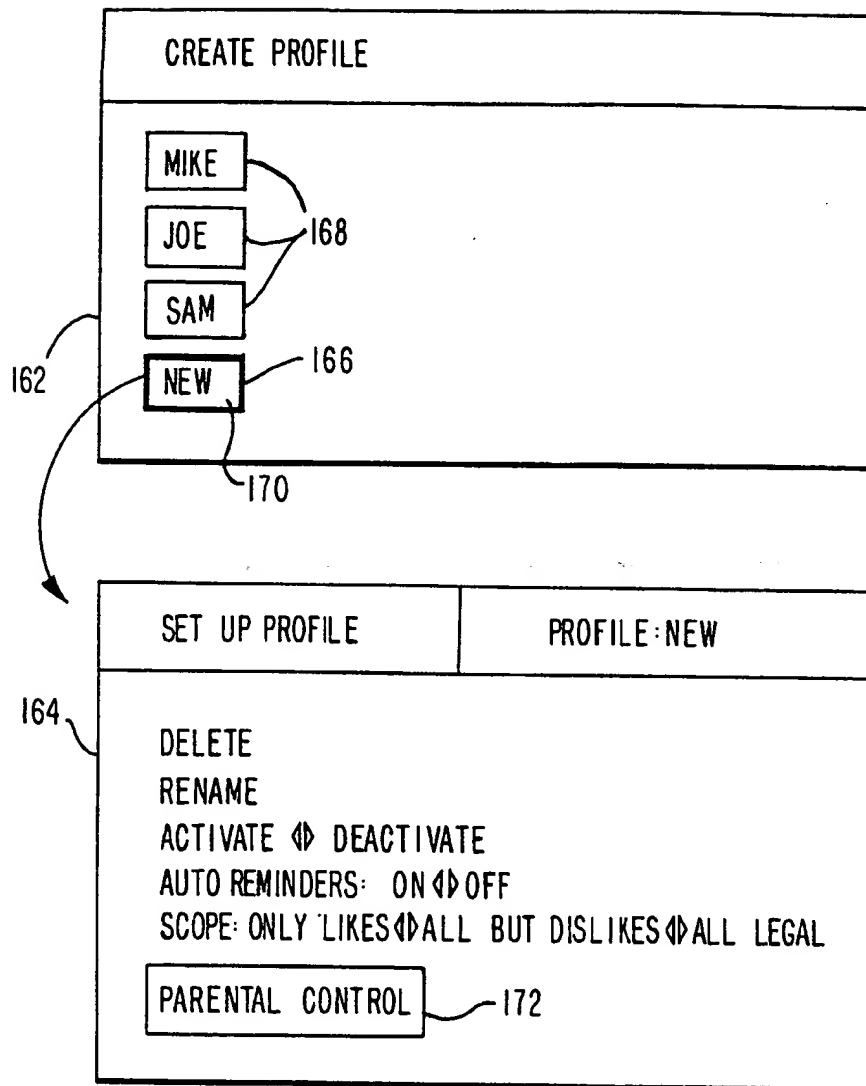 CREATE PROFILE
MIKE
JOE
168
SAM
162
NEW
166
170
SET UP PROFILE
PROFILE:NEW
164
DELETE
RENAME
ACTIVATE ◁▷ DEACTIVATE
AUTO REMINDERS: ON◁▷OFF
SCOPE: ONLY LIKES◁▷ALL BUT DISLIKES◁▷ALL LEGAL
PARENTAL CONTROL
172